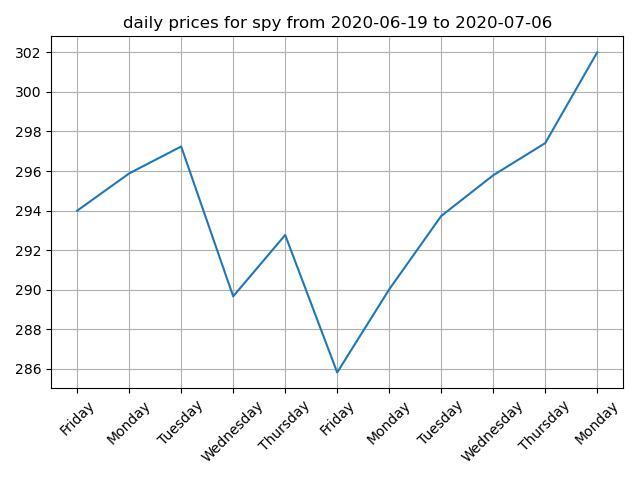 daily prices for spy from 2020-06-19 to 2020-07-06
302
300
298
296
294
292
290
288
286
Friday
Monday
Tuesday
Wednesday
Thursday
Friday
Monday
Tuesday
Wednesday
Thursday
Monday